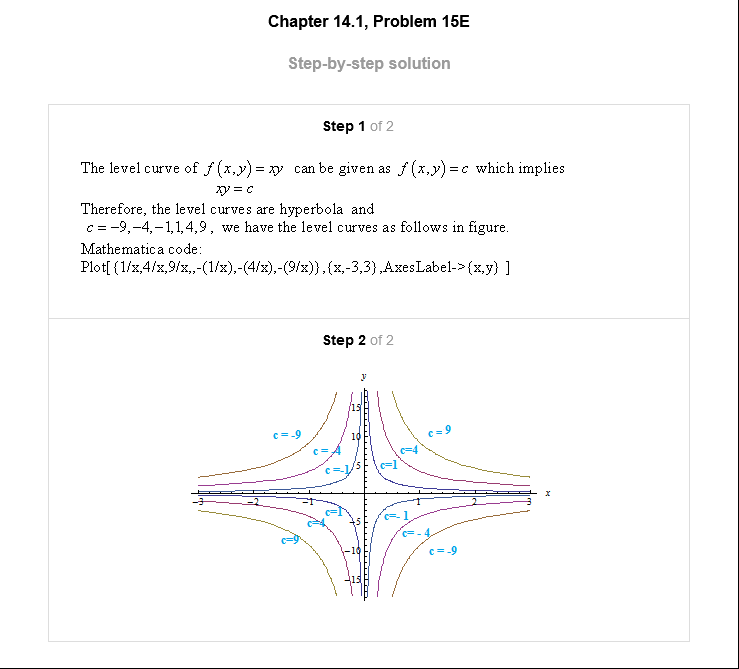 Chapter 14.1, Problem 15E
Step-by-step solution
Step 1 of 2
The level curve of f(x,y) = xy can be given as f(x,y) = c which implies
xy = c
Therefore, the level curves are hyperbola and
c = −9,−4,−1,1,4,9, we have the level curves as follows in figure.
Mathematica code:
Plot[{1/x,4/x,9/x,,-(1/x),-(4/x),-(9/x)},{x,-3,3},AxesLabel->{x,y} ]
Step 2 of 2
y
15
c = -9 10 c = 9
c = -4 c=4
c = -1 5 c=1
x
-3 -2 -1 1 2 3
c=1 c=- 1
c=4 -5 c= - 4
c=9 -10 c = -9
-15